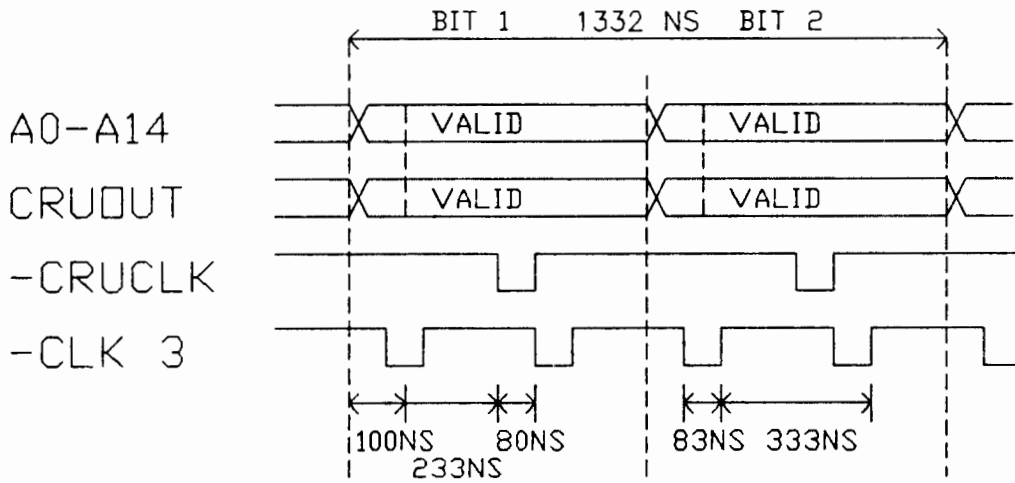 BIT 1 1332 NS BIT 2
A0-A14 VALID VALID
CRUOUT VALID VALID
-CRUCLK
-CLK 3
100NS 80NS 83NS 333NS
233NS